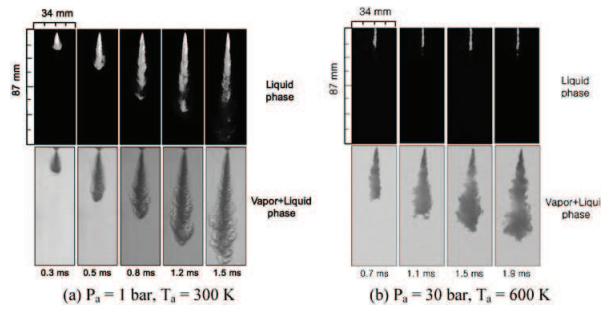 34 mm
87 mm
Liquid
phase
Vapor+Liquid
phase
0.3 ms 0.5 ms 0.8 ms 1.2 ms 1.5 ms
(a) Pₐ = 1 bar, Tₐ = 300 K
34 mm
87 mm
Liquid
phase
Vapor+Liquid
phase
0.7 ms 1.1 ms 1.5 ms 1.9 ms
(b) Pₐ = 30 bar, Tₐ = 600 K